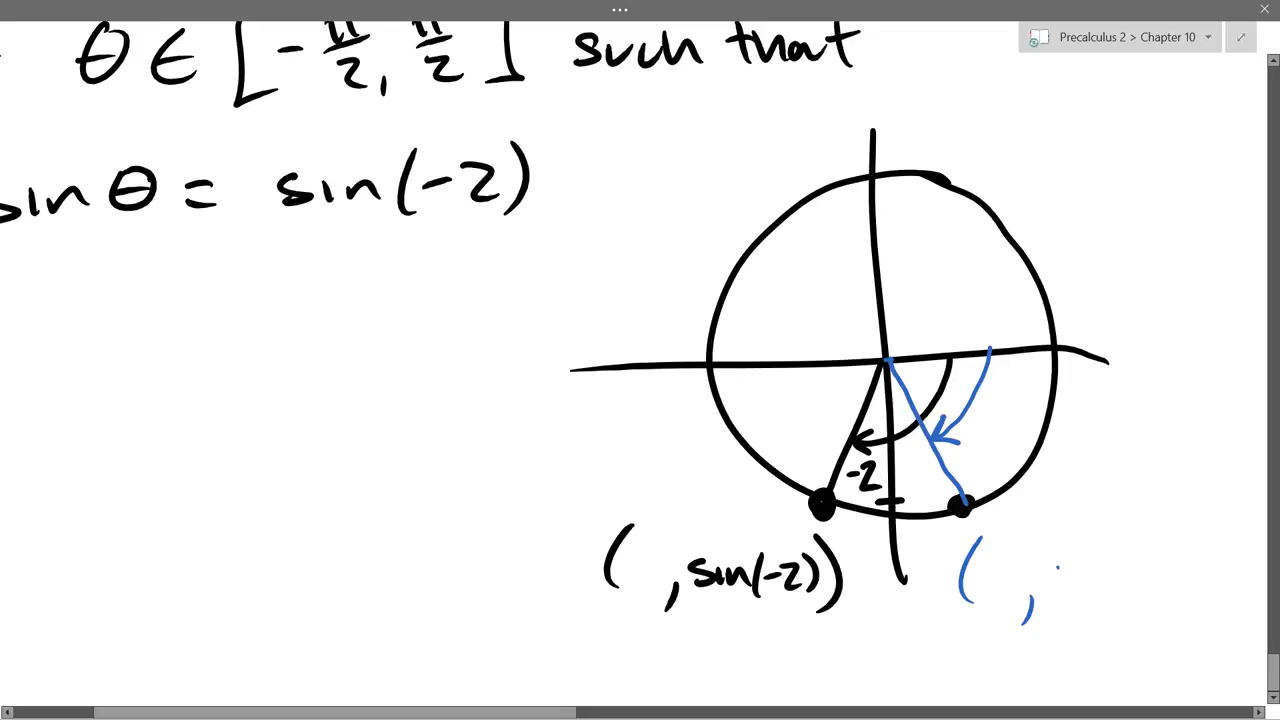 Precalculus 2 > Chapter 10
θ ∈ [-π/2, π/2] such that
sin θ = sin(-2)
-2
( , sin(-2))
( ,